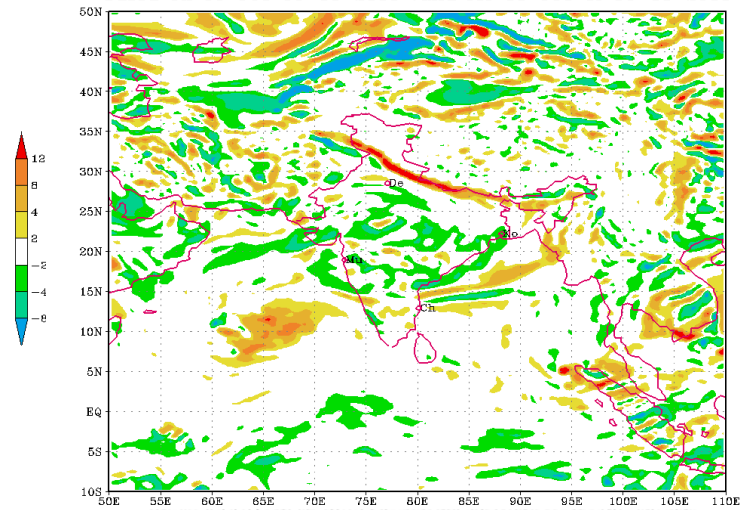 50N
45N
40N
35N
30N
25N
20N
15N
10N
5N
EQ
5S
10S
12
8
4
2
−2
−4
−8
De
Ko
Mu
Ch
50E 55E 60E 65E 70E 75E 80E 85E 90E 95E 100E 105E 110E